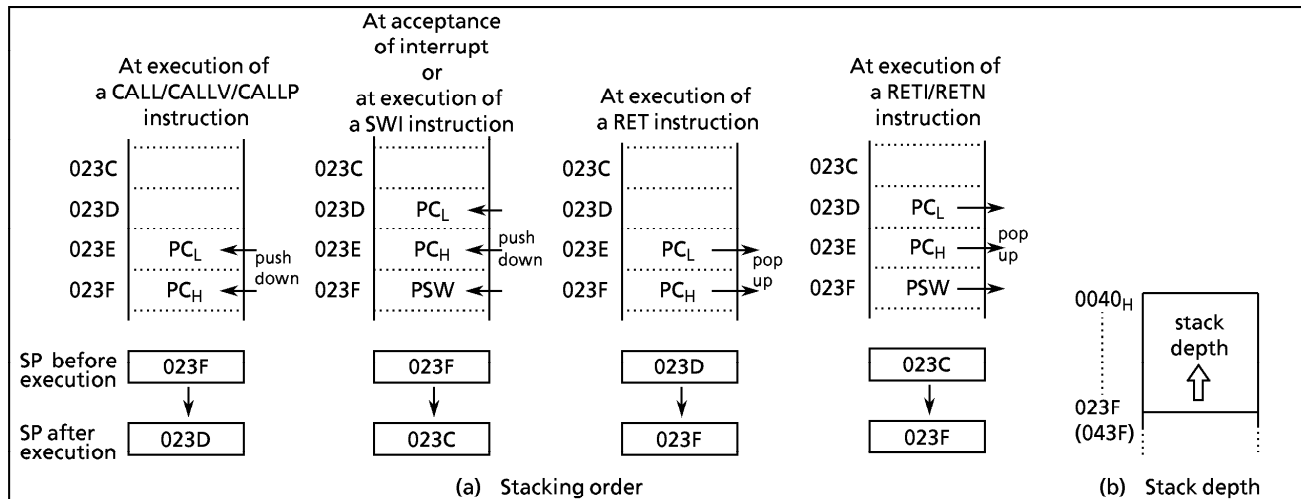 At execution of
a CALL/CALLV/CALLP
instruction
023C
023D
023E PCL push
023F PCH down
At acceptance
of interrupt
or
at execution of
a SWI instruction
023C
023D PCL
023E PCH push
023F PSW down
At execution of
a RET instruction
023C
023D
023E PCL pop
023F PCH up
At execution of
a RETI/RETN
instruction
023C
023D PCL
023E PCH pop
023F PSW up
SP before
execution
023F
023F
023D
023C
SP after
execution
023D
023C
023F
023F
(a) Stacking order
0040H
stack
depth
023F
(043F)
(b) Stack depth